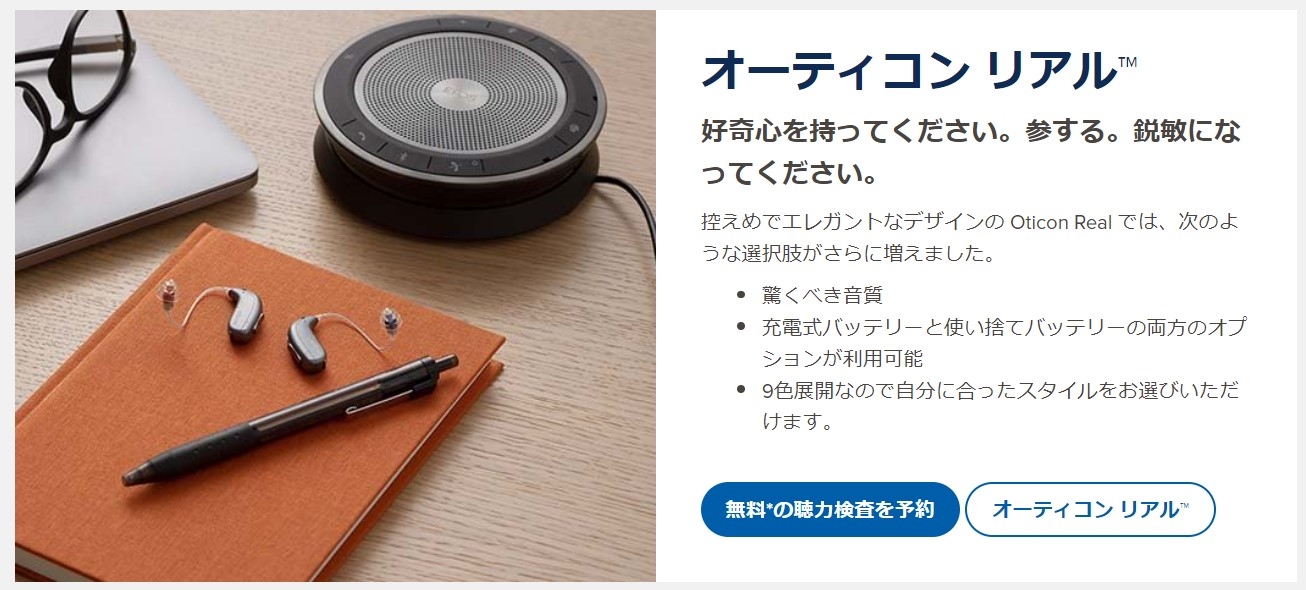 オーティコン リアル™
好奇心を持ってください。参する。鋭敏にな
ってください。
控えめでエレガントなデザインの Oticon Real では、次のよ
うな選択肢がさらに増えました。
• 驚くべき音質
• 充電式バッテリーと使い捨てバッテリーの両方のオプ
ションが利用可能
• 9色展開なので自分に合ったスタイルをお選びいただ
けます。
無料*の聴力検査を予約
オーティコン リアル™